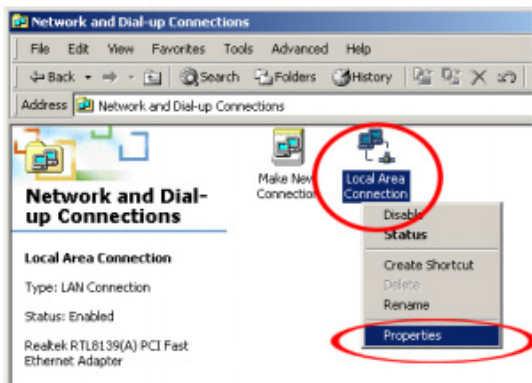 Network and Dial-up Connections
File Edit View Favorites Tools Advanced Help
Back Search Folders History
Address Network and Dial-up Connections
Make New Connection
Local Area Connection
Network and Dial-up Connections
Disable
Status
Create Shortcut
Delete
Rename
Properties
Local Area Connection
Type: LAN Connection
Status: Enabled
Realtek RTL8139(A) PCI Fast
Ethernet Adapter